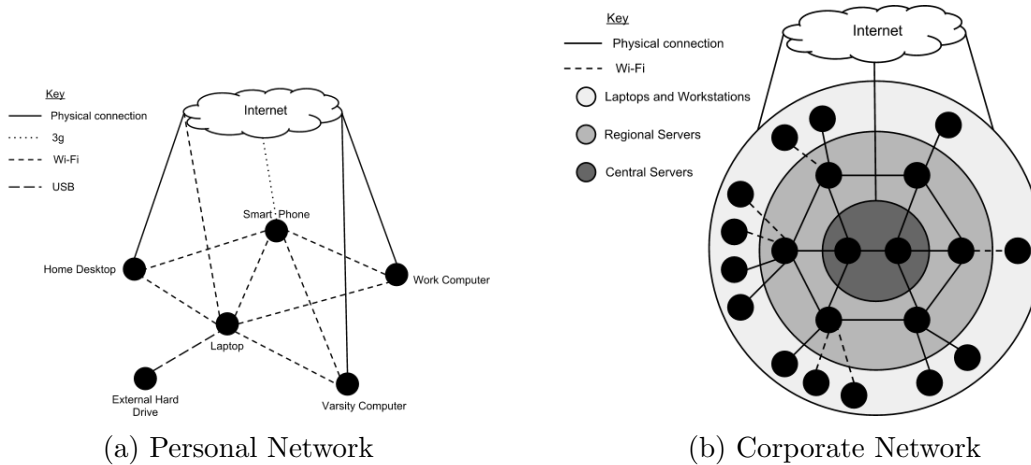 Key
Physical connection
3g
Wi-Fi
USB
Internet
Smart Phone
Home Desktop
Work Computer
Laptop
External Hard
Drive
Varsity Computer
(a) Personal Network
Key
Physical connection
Wi-Fi
Laptops and Workstations
Regional Servers
Central Servers
Internet
(b) Corporate Network